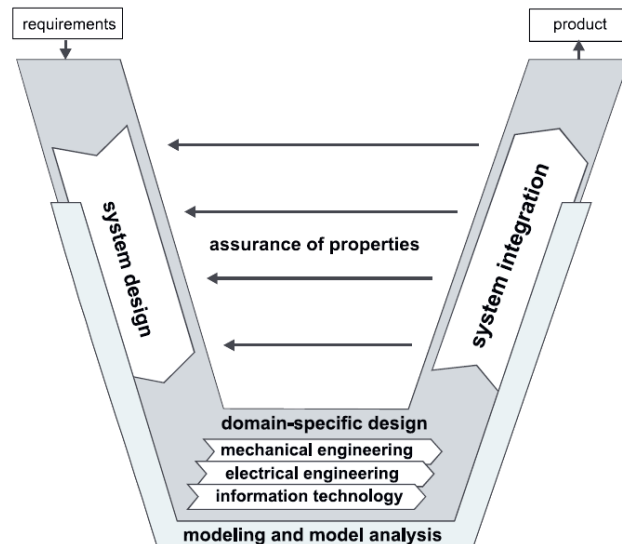 requirements
product
system design
system integration
assurance of properties
domain-specific design
mechanical engineering
electrical engineering
information technology
modeling and model analysis